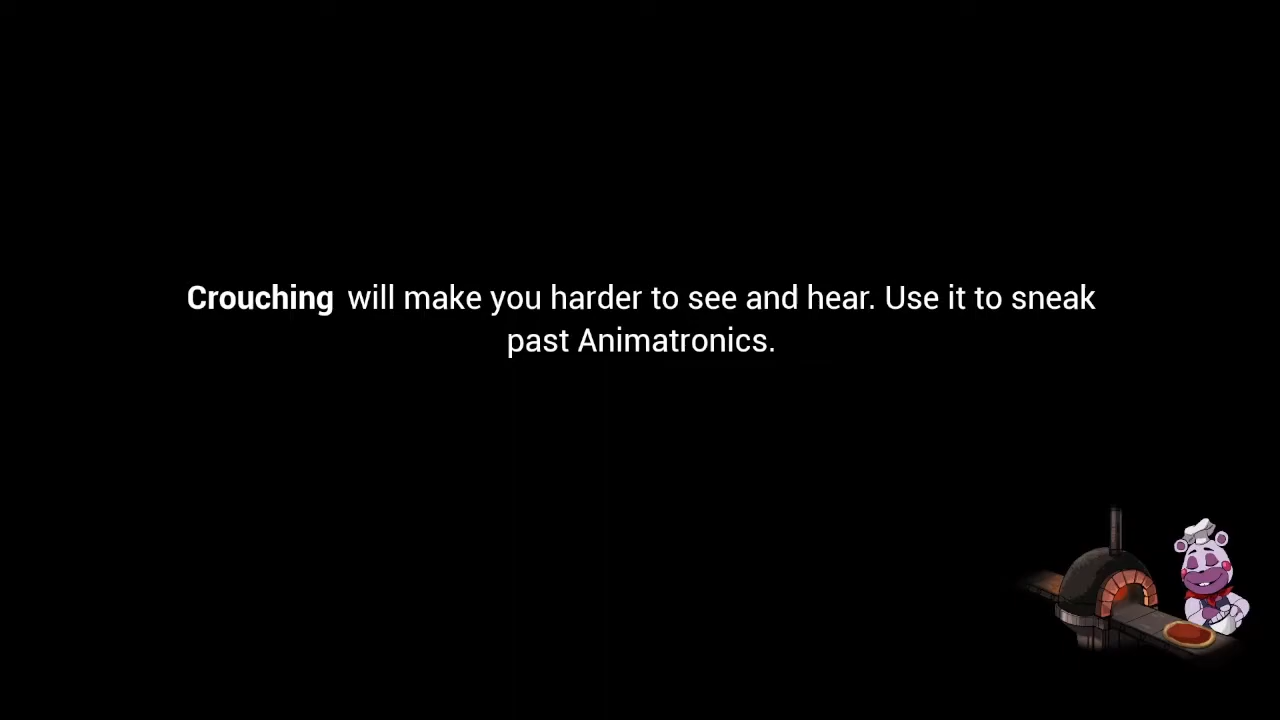 Crouching will make you harder to see and hear. Use it to sneak
past Animatronics.